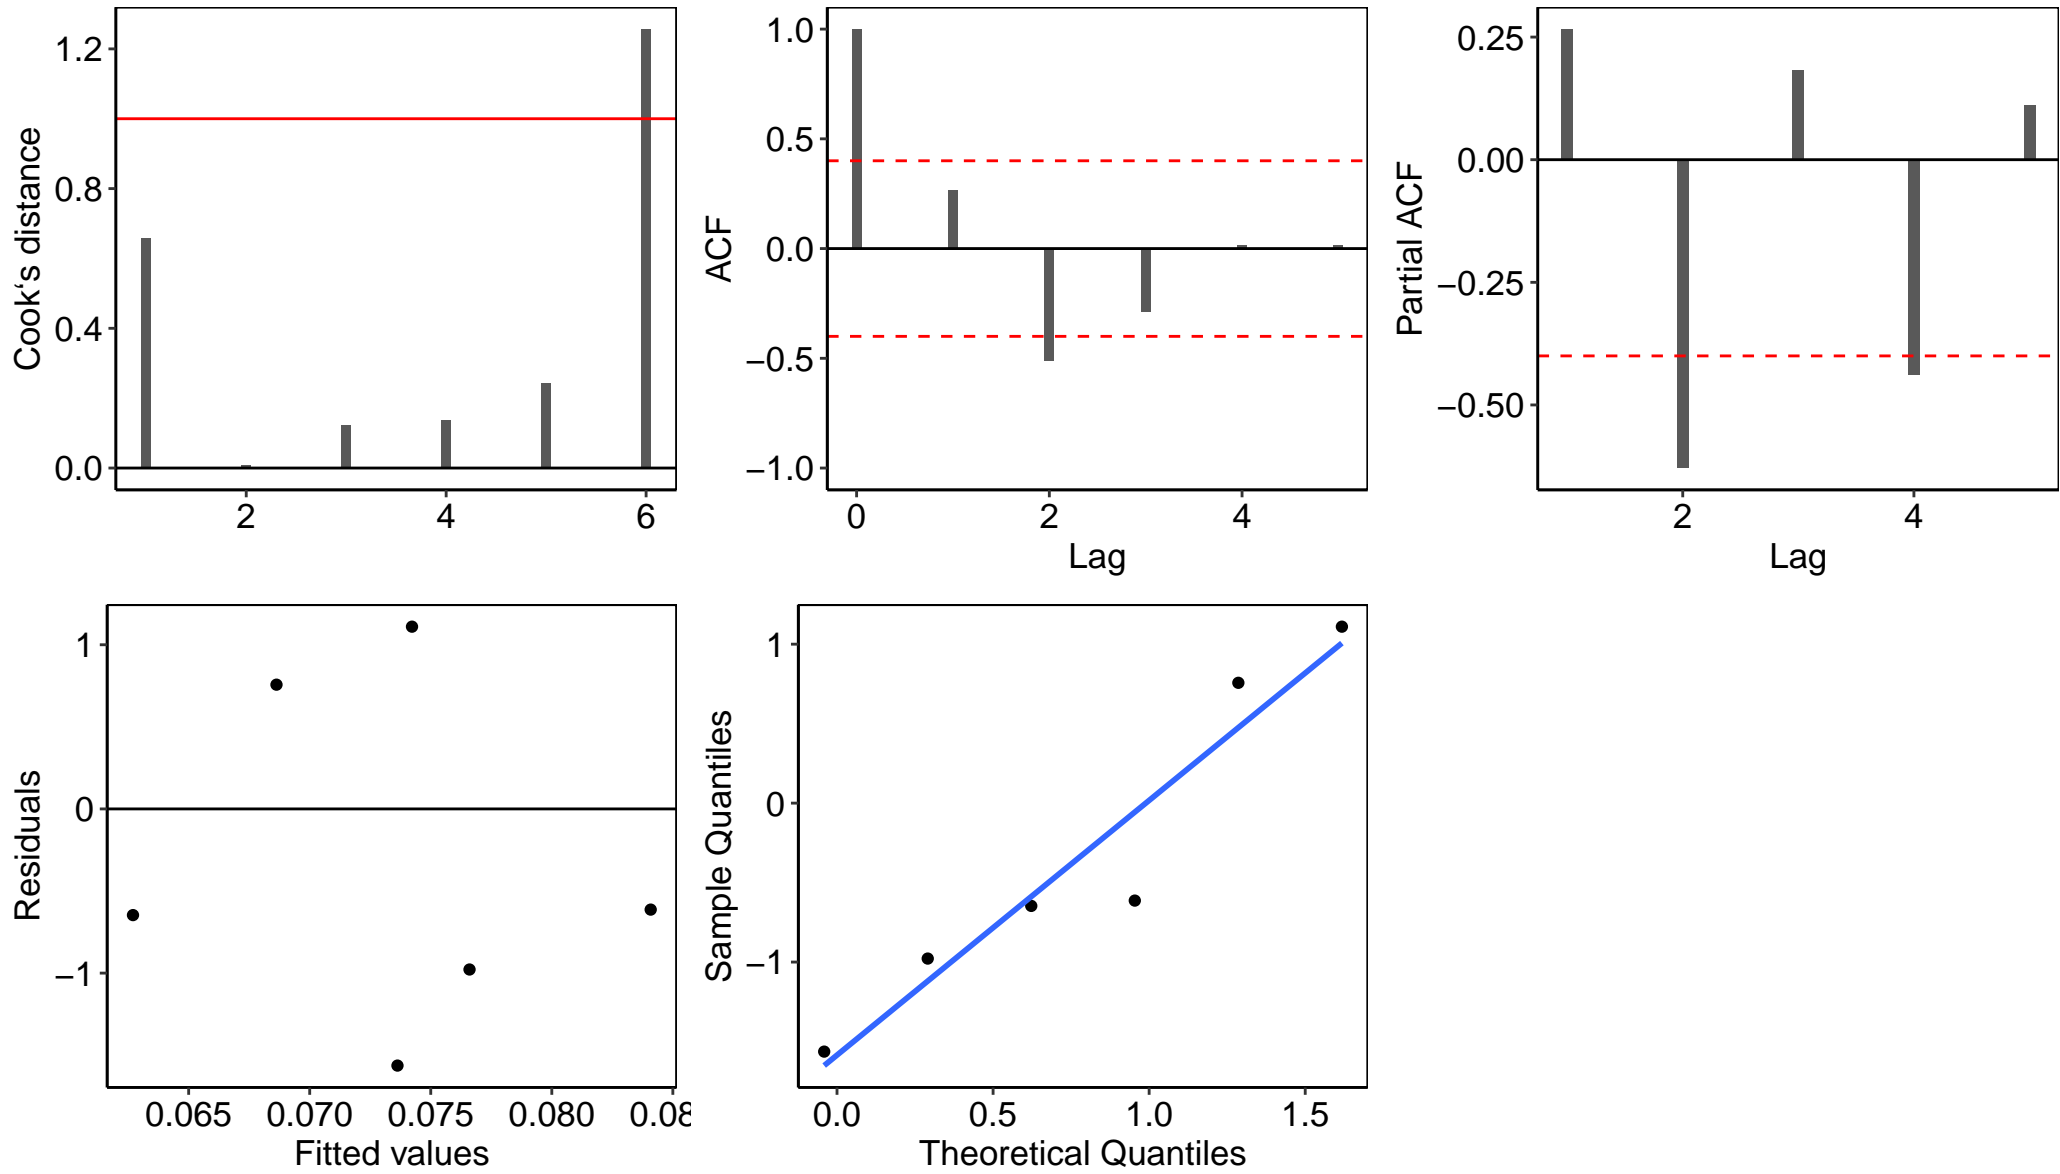 Cook‘s distance
1.2
0.8
0.4
0.0
2 4 6
ACF
1.0
0.5
0.0
−0.5
−1.0
0 2 4
Lag
Partial ACF
0.25
0.00
−0.25
−0.50
2 4
Lag
Residuals
1
0
−1
0.065 0.070 0.075 0.080 0.08
Fitted values
Sample Quantiles
1
0
−1
0.0 0.5 1.0 1.5
Theoretical Quantiles